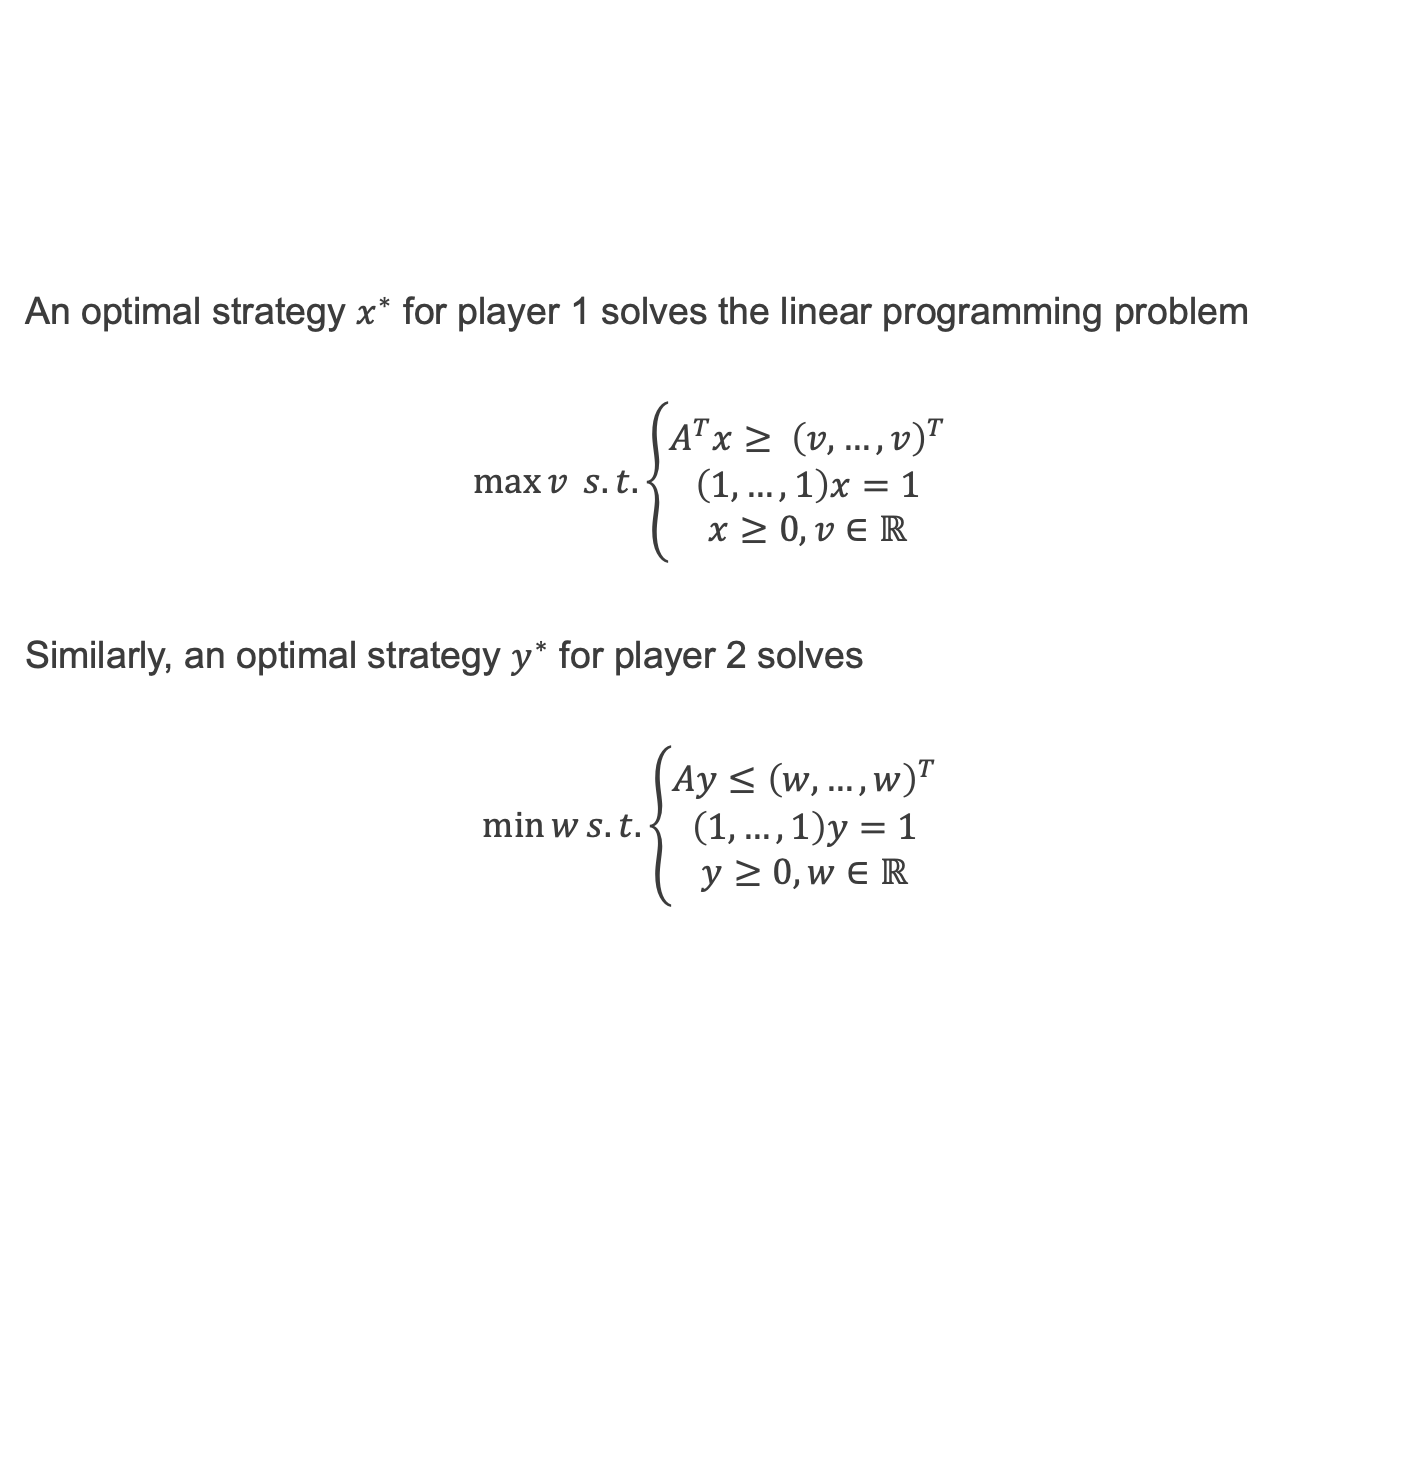 An optimal strategy x* for player 1 solves the linear programming problem
max v s.t. { Aᵀx ≥ (v, …, v)ᵀ
(1, …, 1)x = 1
x ≥ 0, v ∈ ℝ
Similarly, an optimal strategy y* for player 2 solves
min w s.t. { Ay ≤ (w, …, w)ᵀ
(1, …, 1)y = 1
y ≥ 0, w ∈ ℝ